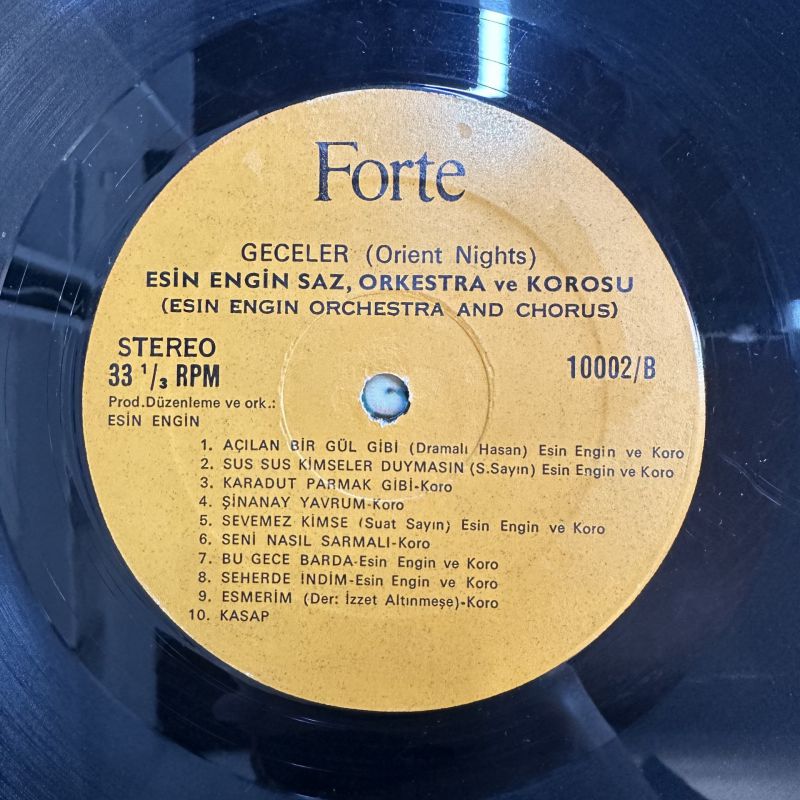 Forte
GECELER (Orient Nights)
ESİN ENGİN SAZ, ORKESTRA ve KOROSU
(ESIN ENGIN ORCHESTRA AND CHORUS)
STEREO
33 1/3 RPM
10002/B
Prod.Düzenleme ve ork.:
ESİN ENGİN
1. AÇILAN BİR GÜL GİBİ (Dramalı Hasan) Esin Engin ve Koro
2. SUS SUS KİMSELER DUYMASIN (S.Sayın) Esin Engin ve Koro
3. KARADUT PARMAK GİBİ-Koro
4. ŞİNANAY YAVRUM-Koro
5. SEVEMEZ KİMSE (Suat Sayın) Esin Engin ve Koro
6. SENİ NASIL SARMALI-Koro
7. BU GECE BARDA-Esin Engin ve Koro
8. SEHERDE İNDİM-Esin Engin ve Koro
9. ESMERİM (Der: İzzet Altınmeşe)-Koro
10. KASAP